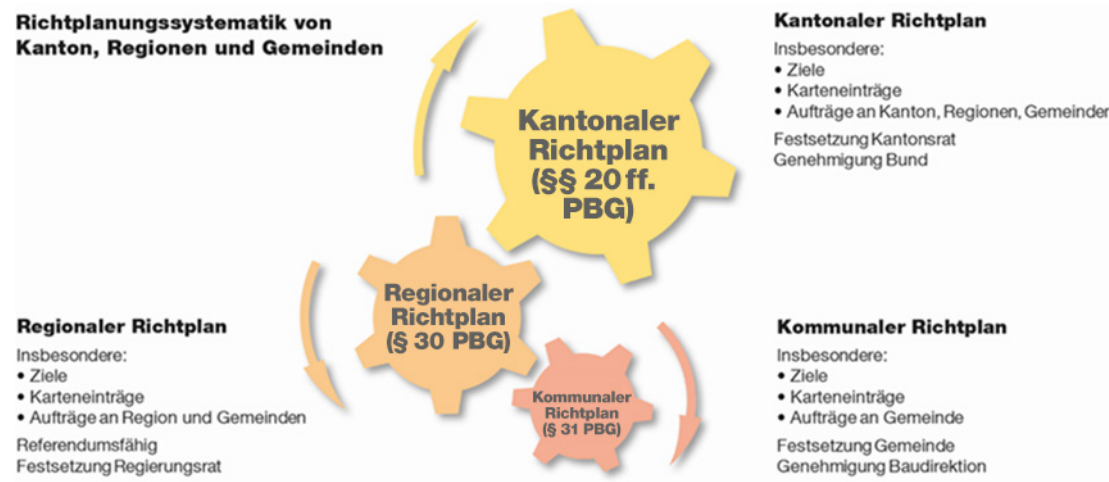 Richtplanungssystematik von
Kanton, Regionen und Gemeinden
Kantonaler Richtplan
Insbesondere:
• Ziele
• Karteneinträge
• Aufträge an Kanton, Regionen, Gemeinden
Festsetzung Kantonsrat
Genehmigung Bund
Kantonaler
Richtplan
(§§ 20 ff.
PBG)
Regionaler
Richtplan
(§ 30 PBG)
Kommunaler
Richtplan
(§ 31 PBG)
Regionaler Richtplan
Insbesondere:
• Ziele
• Karteneinträge
• Aufträge an Region und Gemeinden
Referendumsfähig
Festsetzung Regierungsrat
Kommunaler Richtplan
Insbesondere:
• Ziele
• Karteneinträge
• Aufträge an Gemeinde
Festsetzung Gemeinde
Genehmigung Baudirektion